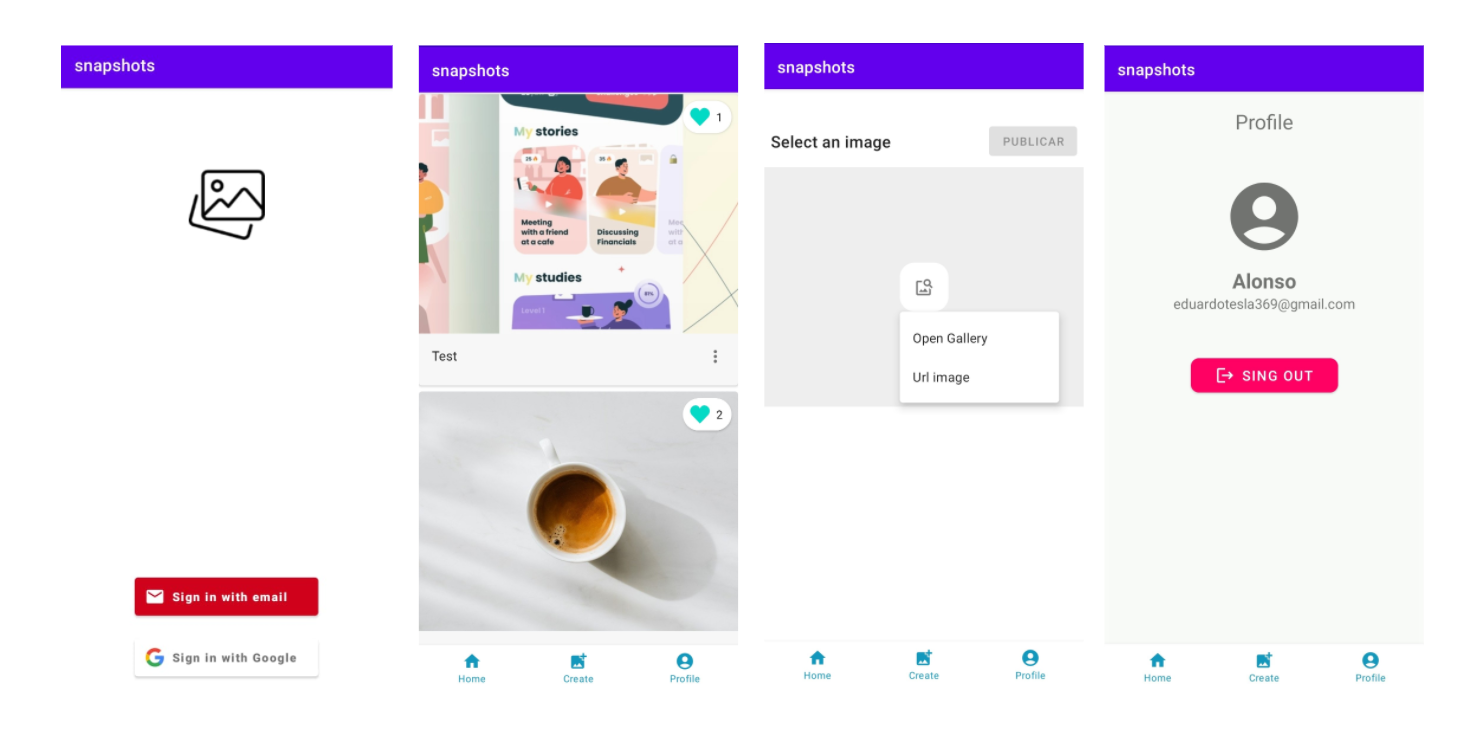 snapshots
Sign in with email
Sign in with Google
snapshots
1
My stories
Meeting
with a friend
at a cafe
Discussing
Financials
My studies
Level 1
Test
2
Home
Create
Profile
snapshots
Select an image
PUBLICAR
Open Gallery
Url image
Home
Create
Profile
snapshots
Profile
Alonso
eduardotesla369@gmail.com
SING OUT
Home
Create
Profile